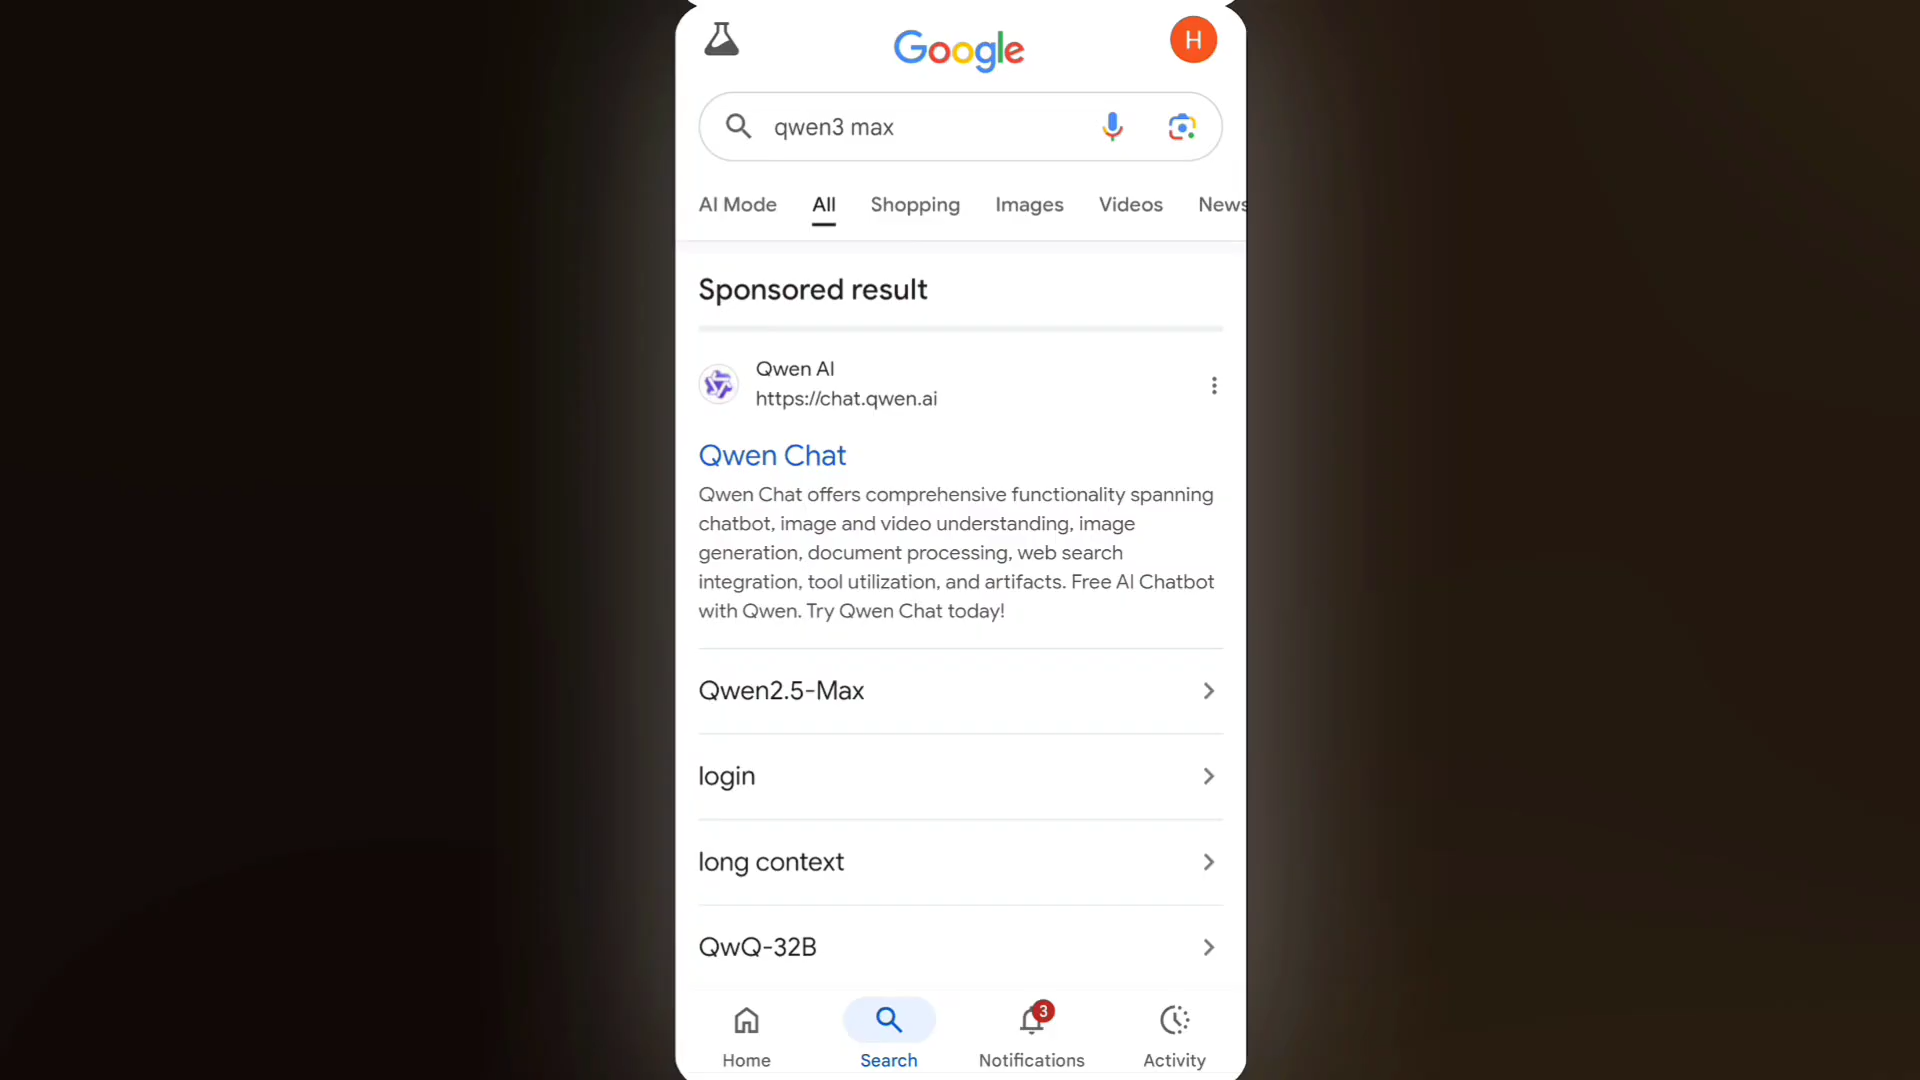 Google
H
qwen3 max
AI Mode All Shopping Images Videos News
Sponsored result
Qwen AI
https://chat.qwen.ai
Qwen Chat
Qwen Chat offers comprehensive functionality spanning
chatbot, image and video understanding, image
generation, document processing, web search
integration, tool utilization, and artifacts. Free AI Chatbot
with Qwen. Try Qwen Chat today!
Qwen2.5-Max
login
long context
QwQ-32B
3
Home Search Notifications Activity